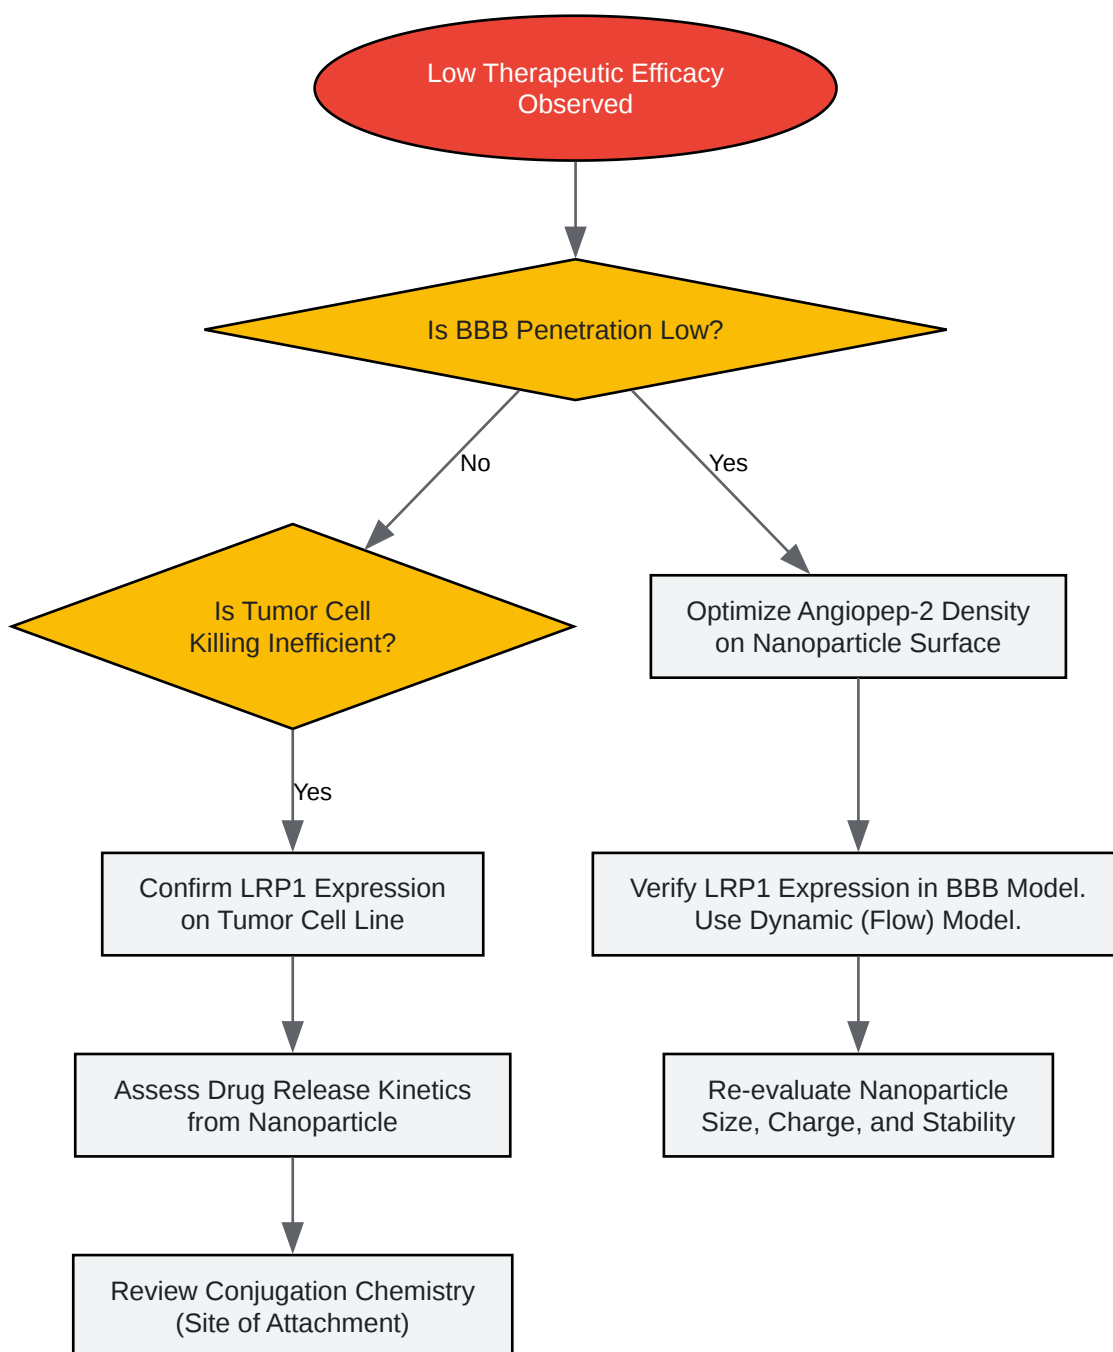 Low Therapeutic Efficacy
Observed
Is BBB Penetration Low?
No
Yes
Is Tumor Cell
Killing Inefficient?
Optimize Angiopep-2 Density
on Nanoparticle Surface
Yes
Confirm LRP1 Expression
on Tumor Cell Line
Verify LRP1 Expression in BBB Model.
Use Dynamic (Flow) Model.
Assess Drug Release Kinetics
from Nanoparticle
Re-evaluate Nanoparticle
Size, Charge, and Stability
Review Conjugation Chemistry
(Site of Attachment)